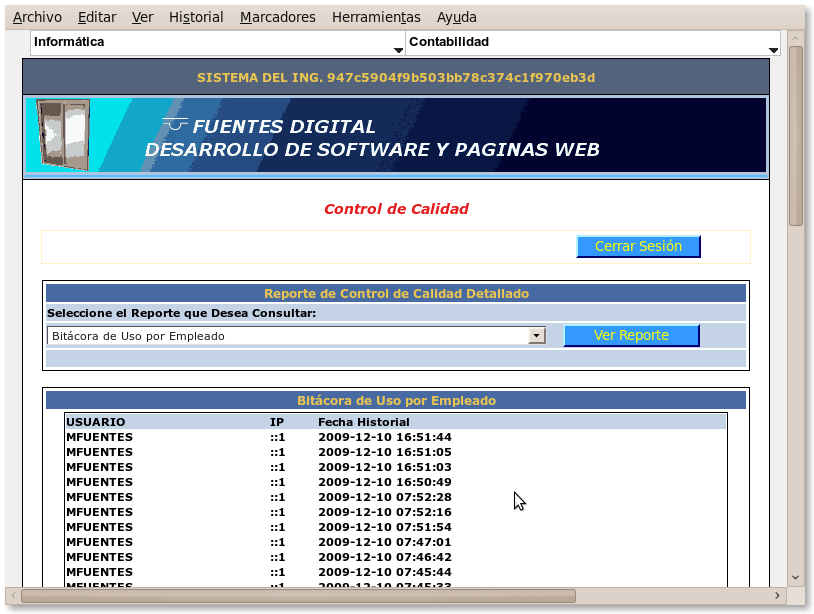 Archivo Editar Ver Historial Marcadores Herramientas Ayuda
Informática Contabilidad
SISTEMA DEL ING. 947c5904f9b503bb78c374c1f970eb3d
FUENTES DIGITAL
DESARROLLO DE SOFTWARE Y PAGINAS WEB
Control de Calidad
Cerrar Sesión
Reporte de Control de Calidad Detallado
Seleccione el Reporte que Desea Consultar:
Bitácora de Uso por Empleado Ver Reporte
Bitácora de Uso por Empleado
USUARIO IP Fecha Historial
MFUENTES ::1 2009-12-10 16:51:44
MFUENTES ::1 2009-12-10 16:51:05
MFUENTES ::1 2009-12-10 16:51:03
MFUENTES ::1 2009-12-10 16:50:49
MFUENTES ::1 2009-12-10 07:52:28
MFUENTES ::1 2009-12-10 07:52:16
MFUENTES ::1 2009-12-10 07:51:54
MFUENTES ::1 2009-12-10 07:47:01
MFUENTES ::1 2009-12-10 07:46:42
MFUENTES ::1 2009-12-10 07:45:44
MFUENTES ::1 2009-12-10